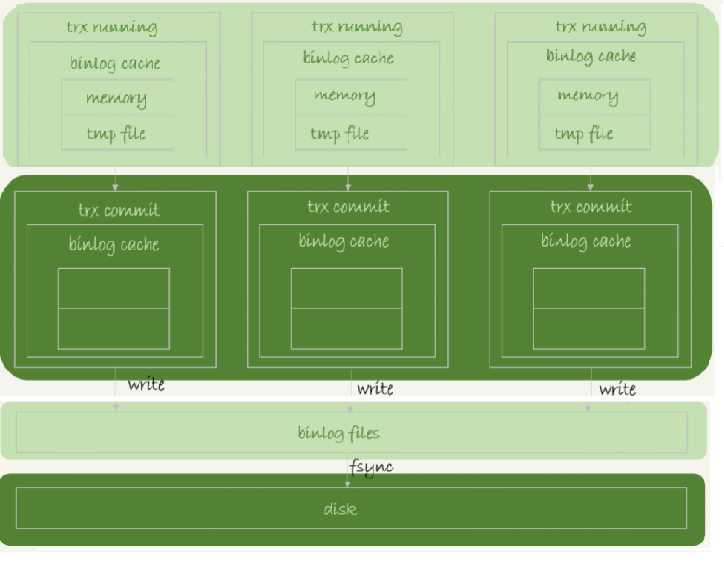 trx running
binlog cache
memory
tmp file
trx running
binlog cache
memory
tmp file
trx running
binlog cache
memory
tmp file
trx commit
binlog cache
trx commit
binlog cache
trx commit
binlog cache
write
write
write
binlog files
fsync
disk